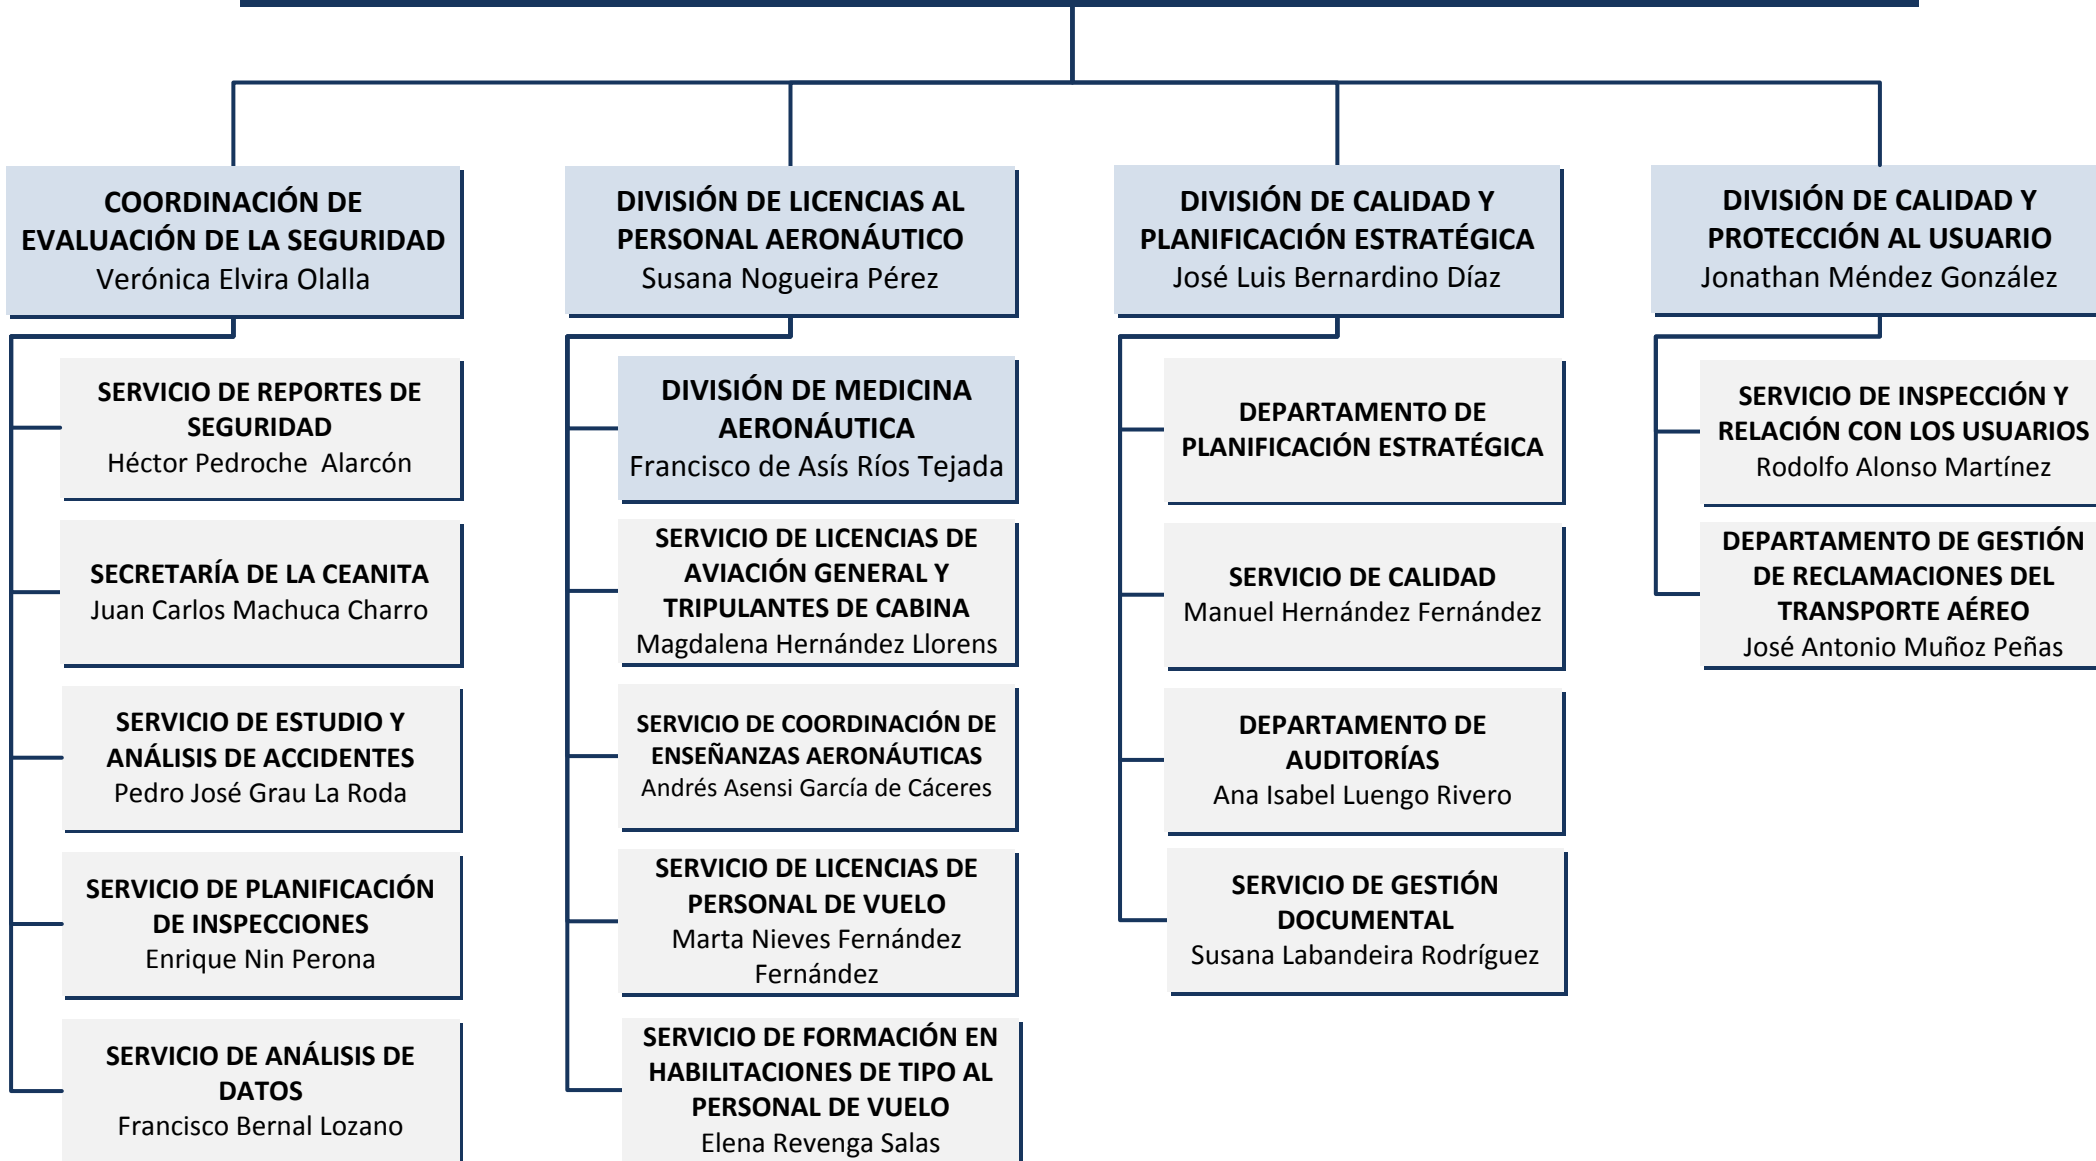 COORDINACIÓN DE
EVALUACIÓN DE LA SEGURIDAD
Verónica Elvira Olalla
SERVICIO DE REPORTES DE
SEGURIDAD
Héctor Pedroche Alarcón
SECRETARÍA DE LA CEANITA
Juan Carlos Machuca Charro
SERVICIO DE ESTUDIO Y
ANÁLISIS DE ACCIDENTES
Pedro José Grau La Roda
SERVICIO DE PLANIFICACIÓN
DE INSPECCIONES
Enrique Nin Perona
SERVICIO DE ANÁLISIS DE
DATOS
Francisco Bernal Lozano
DIVISIÓN DE LICENCIAS AL
PERSONAL AERONÁUTICO
Susana Nogueira Pérez
DIVISIÓN DE MEDICINA
AERONÁUTICA
Francisco de Asís Ríos Tejada
SERVICIO DE LICENCIAS DE
AVIACIÓN GENERAL Y
TRIPULANTES DE CABINA
Magdalena Hernández Llorens
SERVICIO DE COORDINACIÓN DE
ENSEÑANZAS AERONÁUTICAS
Andrés Asensi García de Cáceres
SERVICIO DE LICENCIAS DE
PERSONAL DE VUELO
Marta Nieves Fernández
Fernández
SERVICIO DE FORMACIÓN EN
HABILITACIONES DE TIPO AL
PERSONAL DE VUELO
Elena Revenga Salas
DIVISIÓN DE CALIDAD Y
PLANIFICACIÓN ESTRATÉGICA
José Luis Bernardino Díaz
DEPARTAMENTO DE
PLANIFICACIÓN ESTRATÉGICA
SERVICIO DE CALIDAD
Manuel Hernández Fernández
DEPARTAMENTO DE
AUDITORÍAS
Ana Isabel Luengo Rivero
SERVICIO DE GESTIÓN
DOCUMENTAL
Susana Labandeira Rodríguez
DIVISIÓN DE CALIDAD Y
PROTECCIÓN AL USUARIO
Jonathan Méndez González
SERVICIO DE INSPECCIÓN Y
RELACIÓN CON LOS USUARIOS
Rodolfo Alonso Martínez
DEPARTAMENTO DE GESTIÓN
DE RECLAMACIONES DEL
TRANSPORTE AÉREO
José Antonio Muñoz Peñas